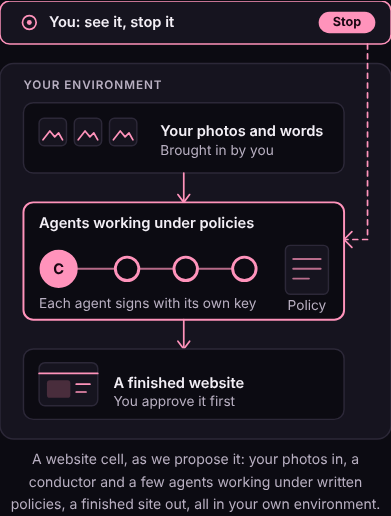 You: see it, stop it
Stop
YOUR ENVIRONMENT
Your photos and words
Brought in by you
Agents working under policies
C
Each agent signs with its own key
Policy
A finished website
You approve it first
A website cell, as we propose it: your photos in, a
conductor and a few agents working under written
policies, a finished site out, all in your own environment.